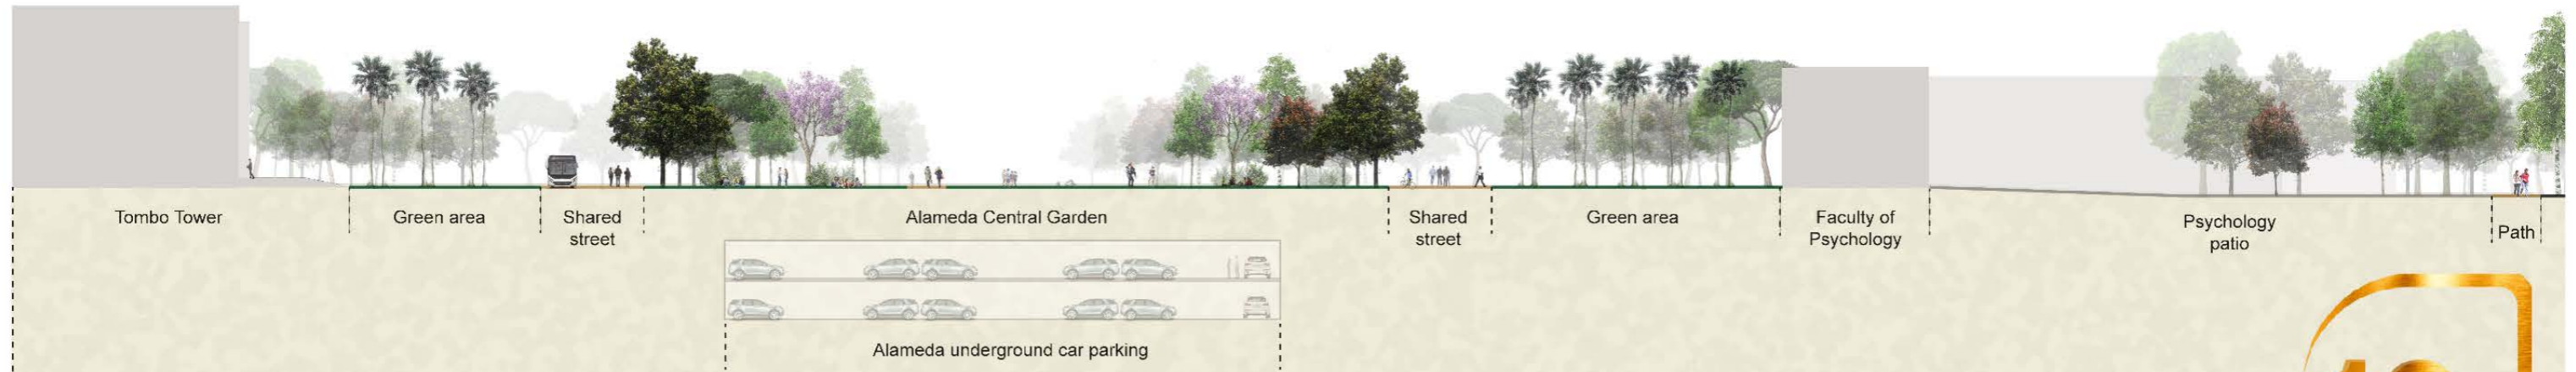 Tombo Tower
Green area
Shared
street
Alameda Central Garden
Shared
street
Green area
Faculty of
Psychology
Psychology
patio
Path
Alameda underground car parking